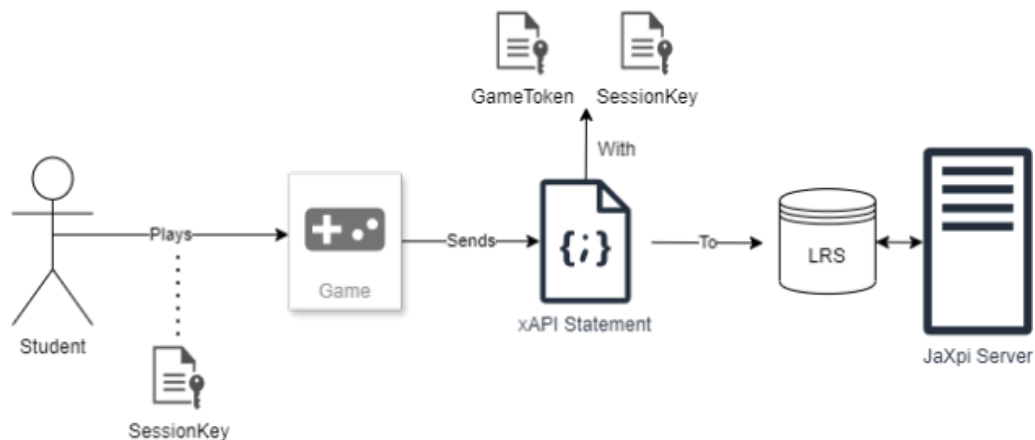 GameToken SessionKey
With
Plays
Sends
{;}
To
LRS
Game
xAPI Statement
Student
JaXpi Server
SessionKey